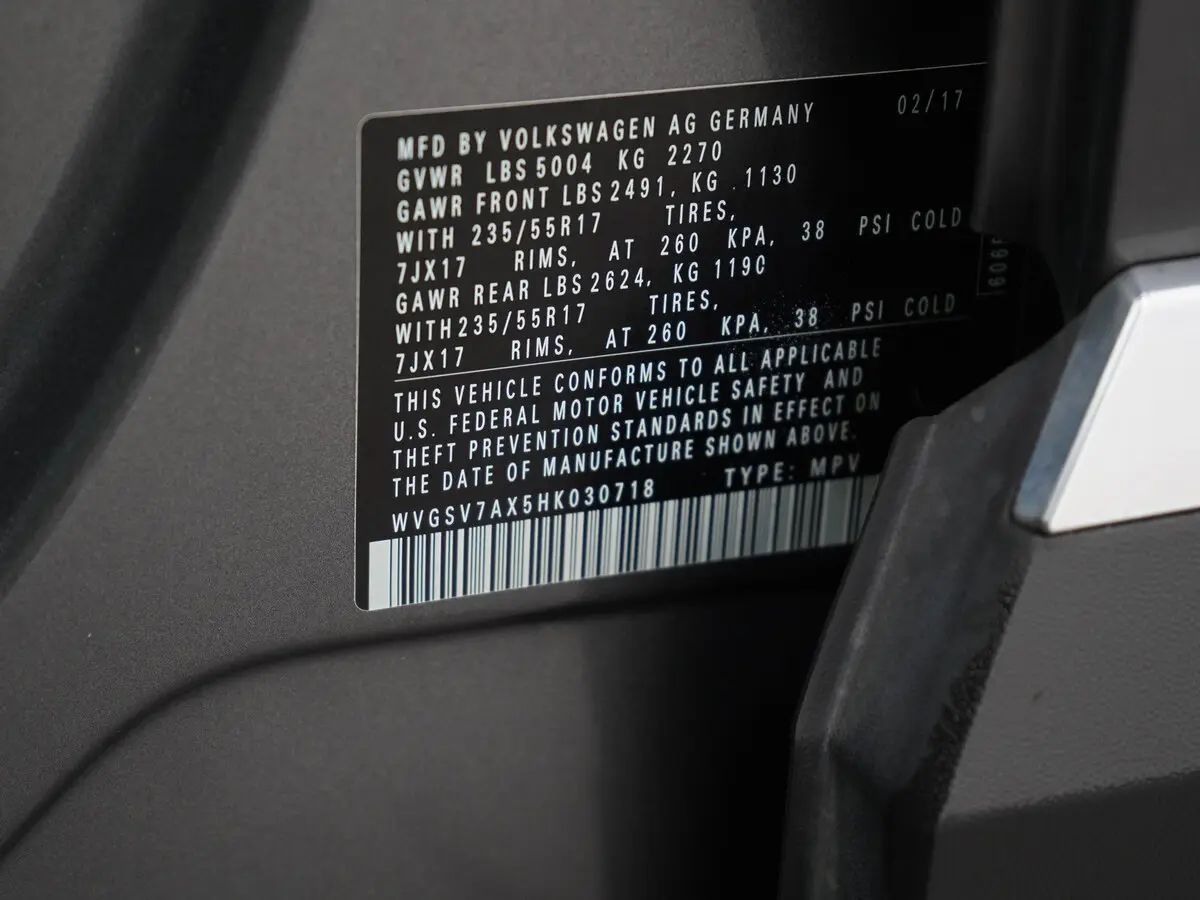 MFD BY VOLKSWAGEN AG GERMANY 02/17
GVWR LBS 5004 KG 2270
GAWR FRONT LBS 2491, KG .1130
WITH 235/55R17 TIRES,
7JX17 RIMS, AT 260 KPA, 38 PSI COLD
GAWR REAR LBS 2624, KG 1190
WITH 235/55R17 TIRES,
7JX17 RIMS, AT 260 KPA, 38 PSI COLD
THIS VEHICLE CONFORMS TO ALL APPLICABLE
U.S. FEDERAL MOTOR VEHICLE SAFETY AND
THEFT PREVENTION STANDARDS IN EFFECT ON
THE DATE OF MANUFACTURE SHOWN ABOVE.
WVGSV7AX5HK030718 TYPE: MPV